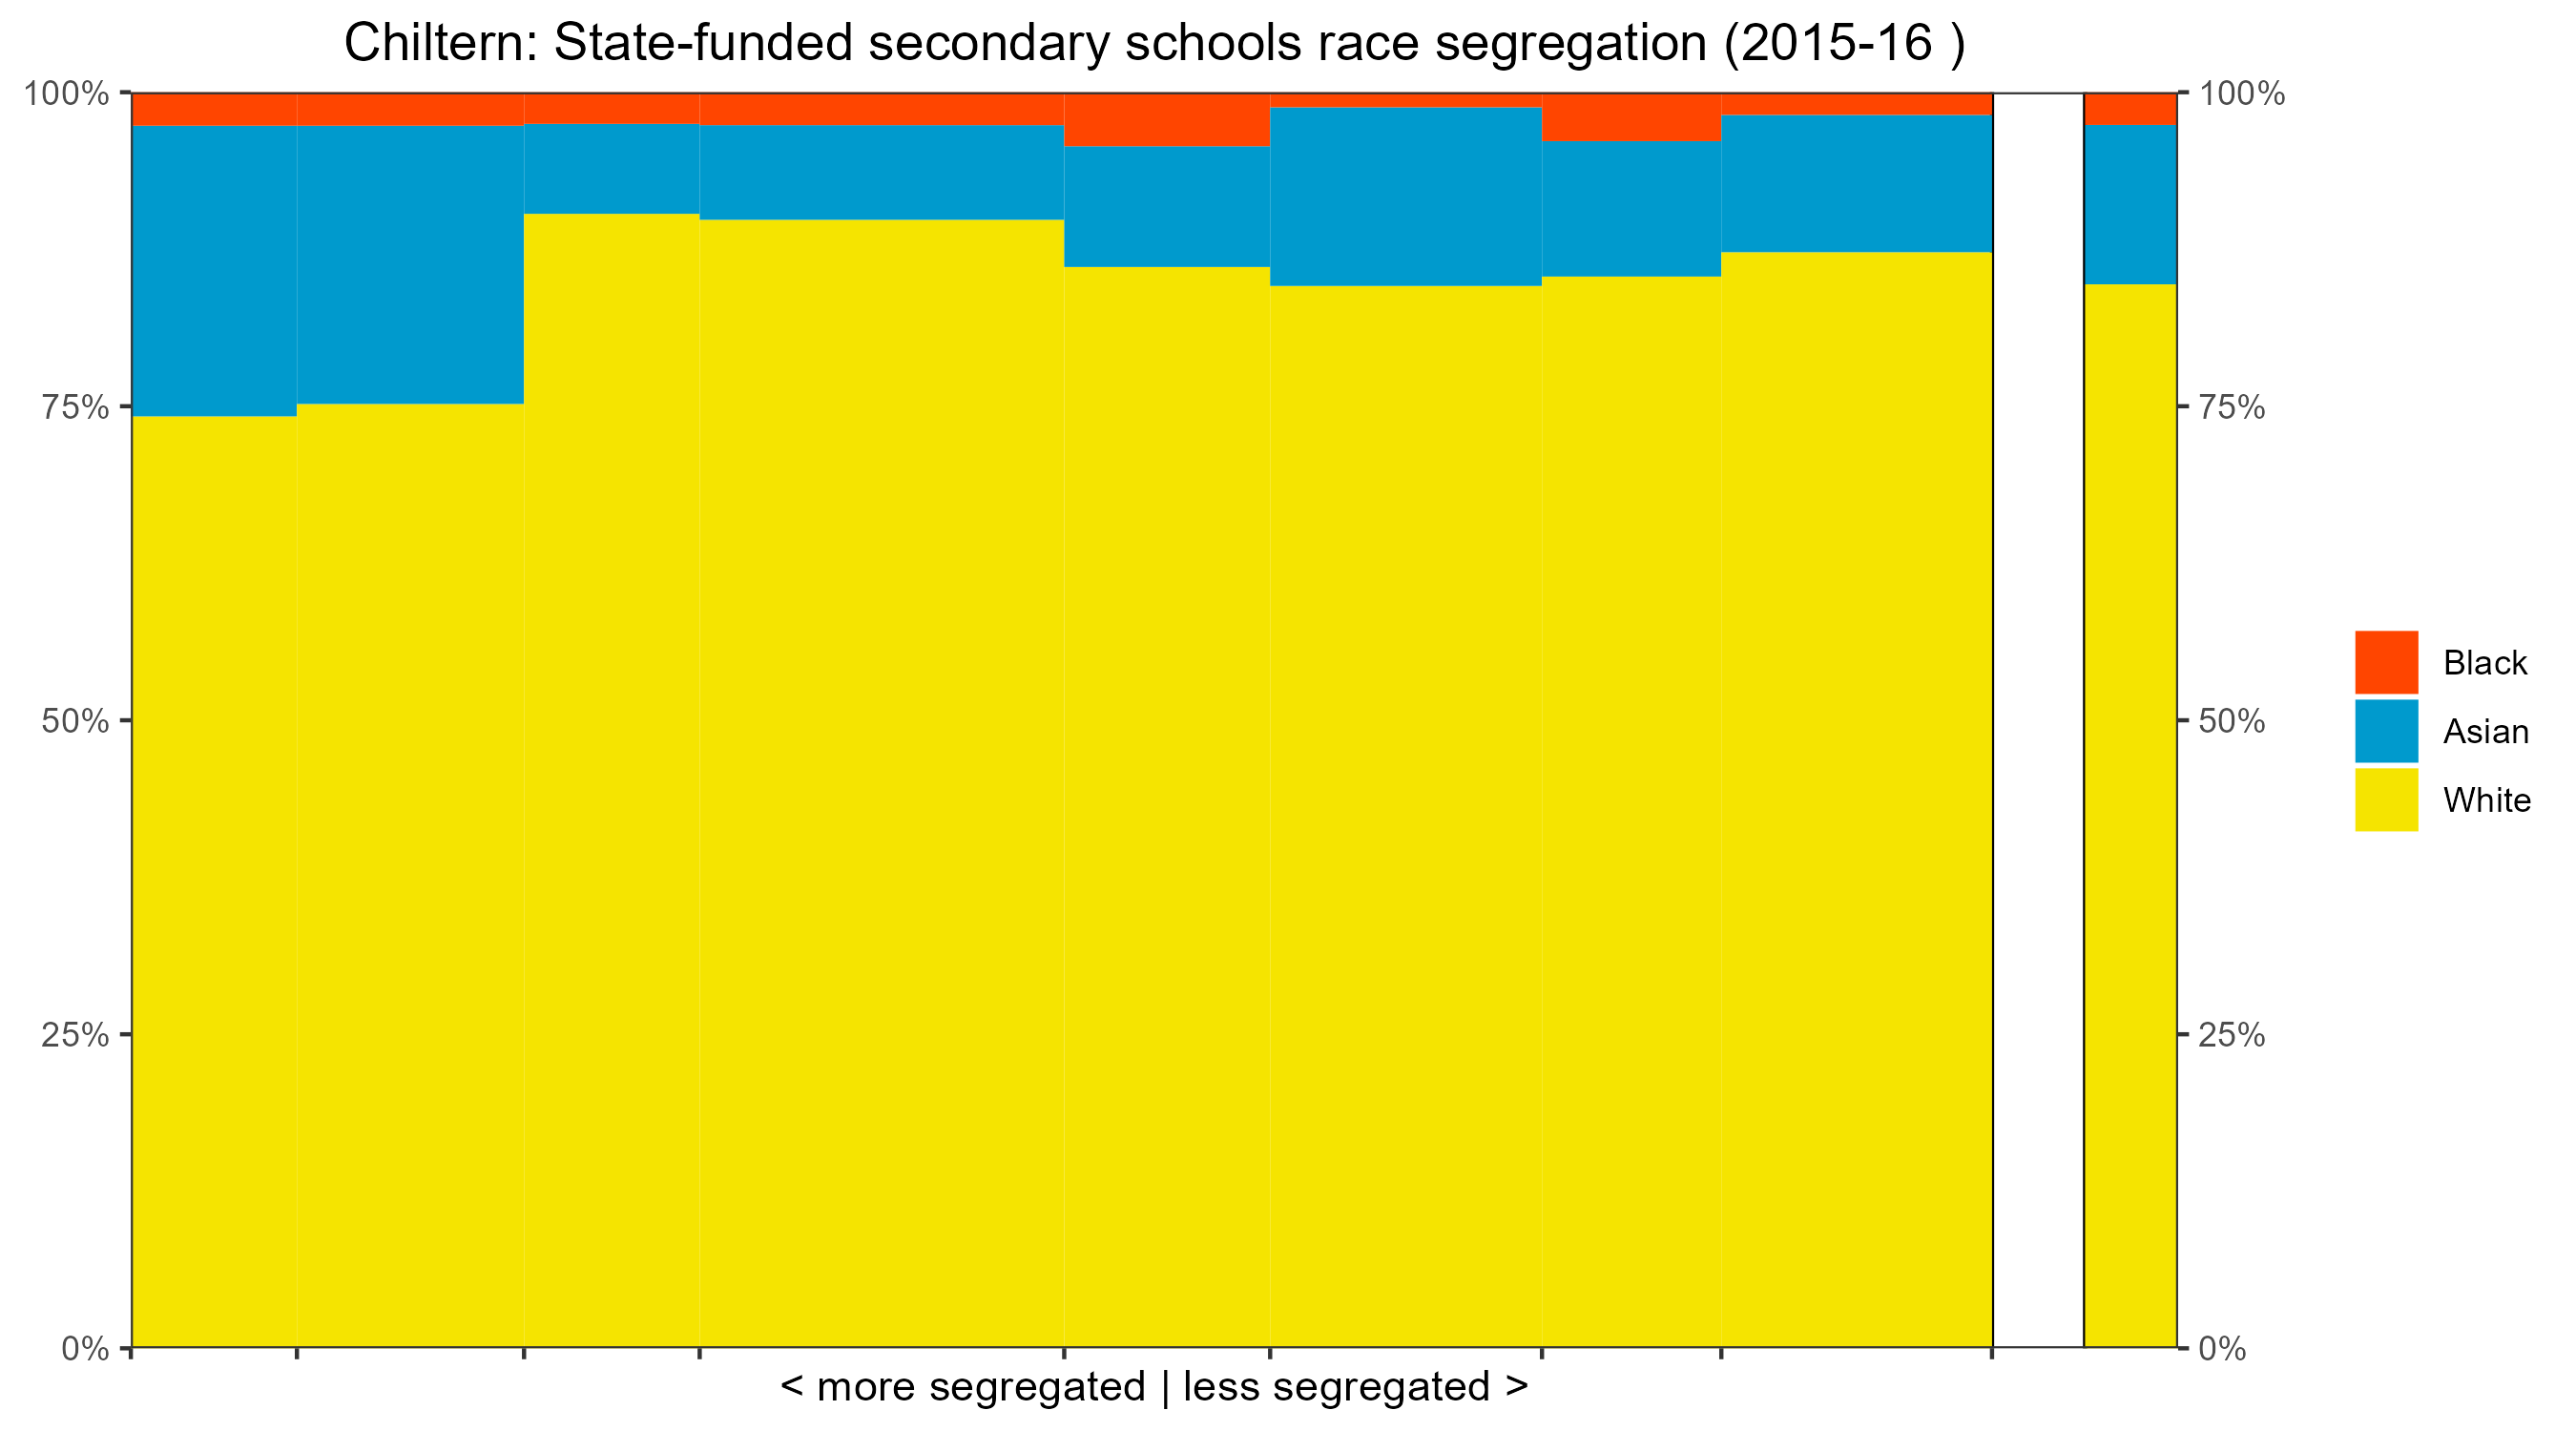 Chiltern: State-funded secondary schools race segregation (2015-16 )
100%
75%
50%
25%
0%
100%
75%
50%
25%
0%
Black
Asian
White
< more segregated | less segregated >